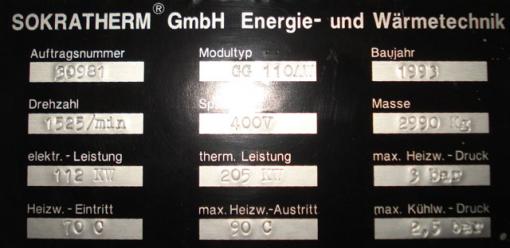 SOKRATHERM® GmbH Energie- und Wärmetechnik
Auftragsnummer Modultyp Baujahr
30981 GG 110/W 1993
Drehzahl Masse
1525/min 400V 2990 Kg
elektr.-Leistung therm. Leistung max. Heizw.-Druck
112 KW 205 KW 3 bar
Heizw.-Eintritt max. Heizw.-Austritt max. Kühlw.-Druck
70 C 90 C 2,5 bar